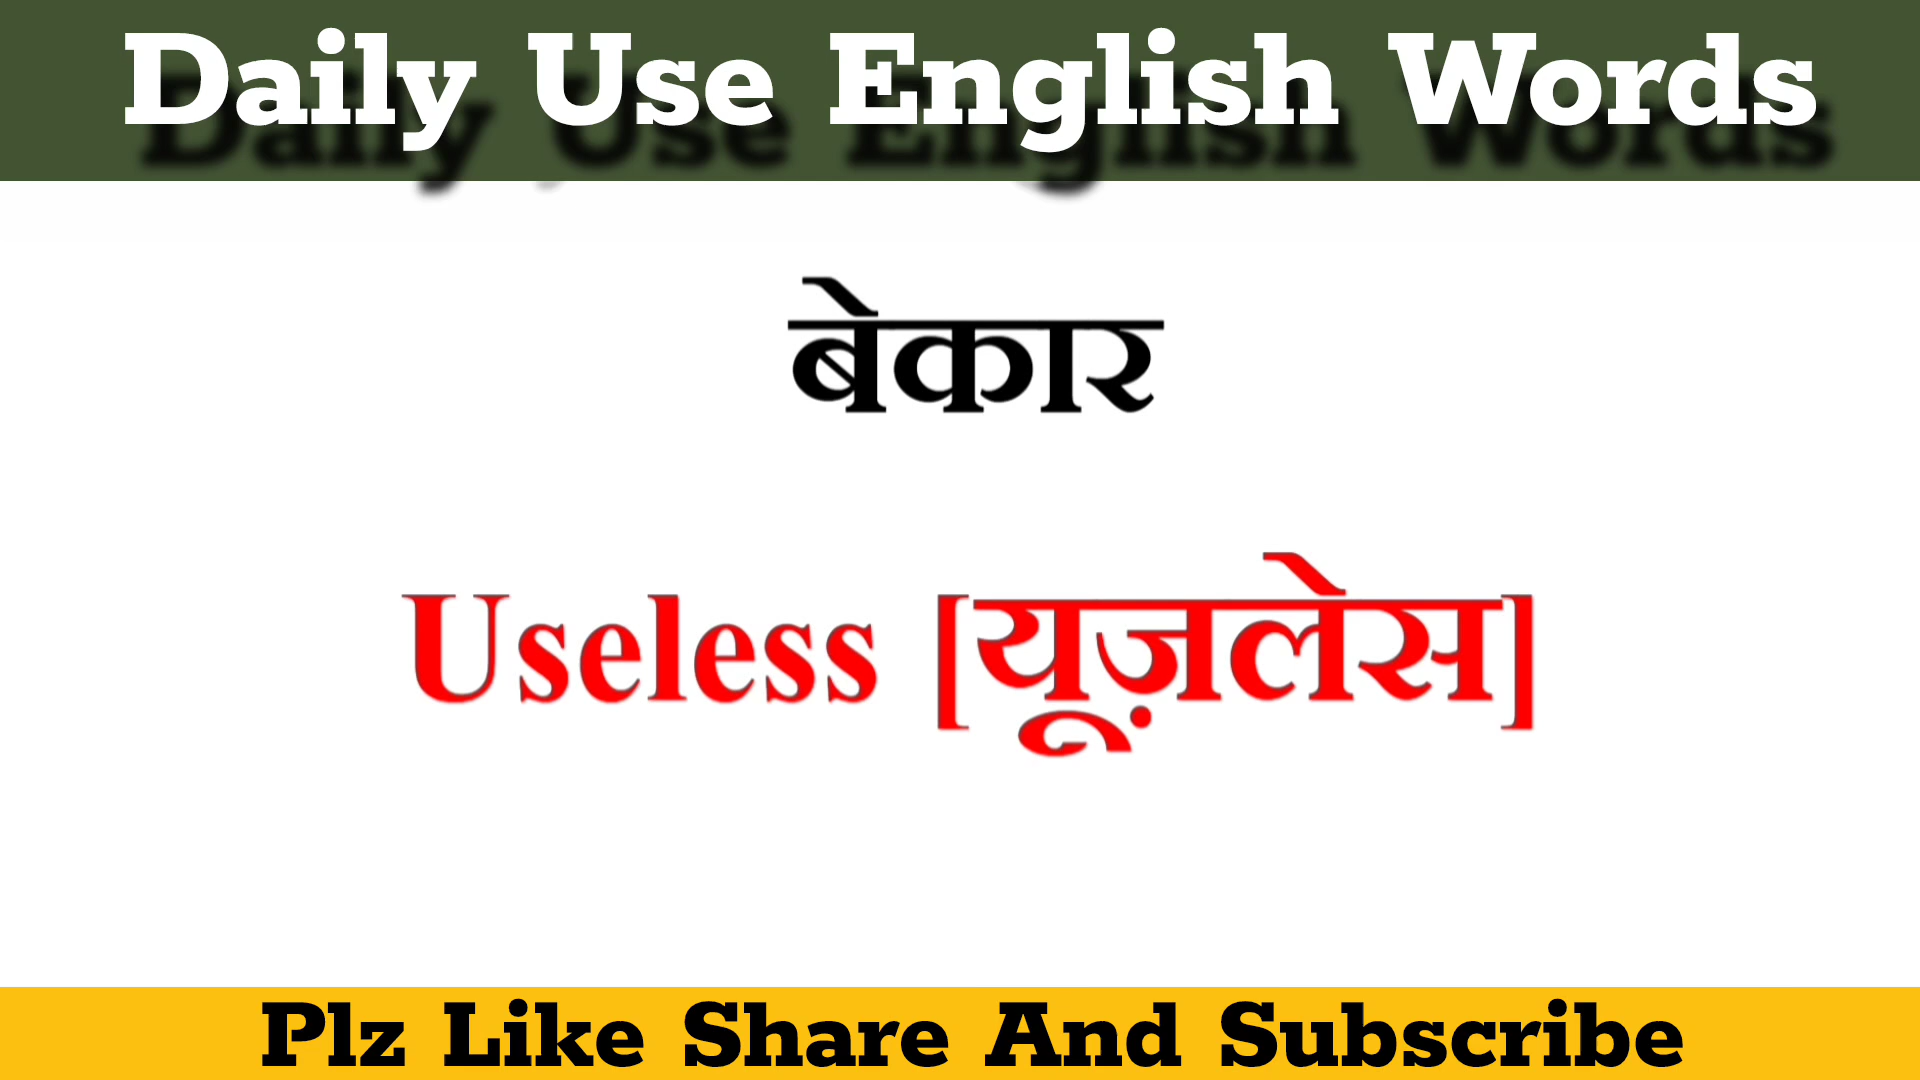 Daily Use English Words
बेकार
Useless [यूज़लेस]
Plz Like Share And Subscribe